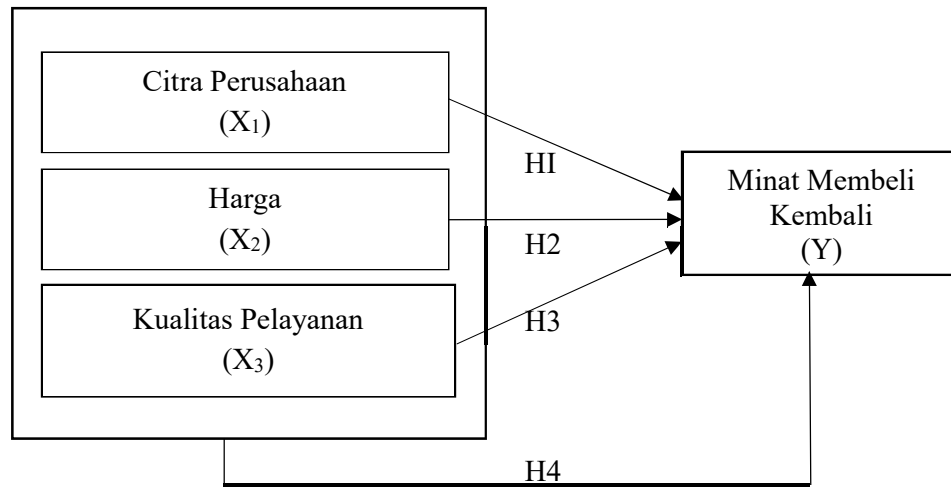 Citra Perusahaan
(X₁)
HI
Harga
(X₂)
H2
Kualitas Pelayanan
(X₃)
H3
Minat Membeli
Kembali
(Y)
H4